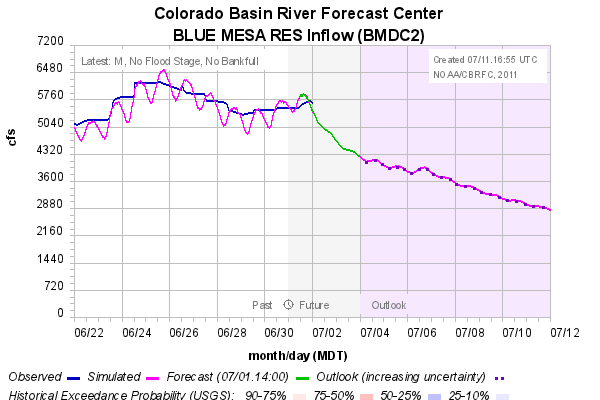 Colorado Basin River Forecast Center
BLUE MESA RES Inflow (BMDC2)
7200
6480
5760
5040
4320
3600
2880
2160
1440
720
0
cfs
Latest: M, No Flood Stage, No Bankfull
Created 07/11.16:55 UTC
NOAA/CBRFC, 2011
Past Future Outlook
06/22 06/24 06/26 06/28 06/30 07/02 07/04 07/06 07/08 07/10 07/12
month/day (MDT)
Observed Simulated Forecast (07/01.14:00) Outlook (increasing uncertainty)
Historical Exceedance Probability (USGS): 90-75% 75-50% 50-25% 25-10%